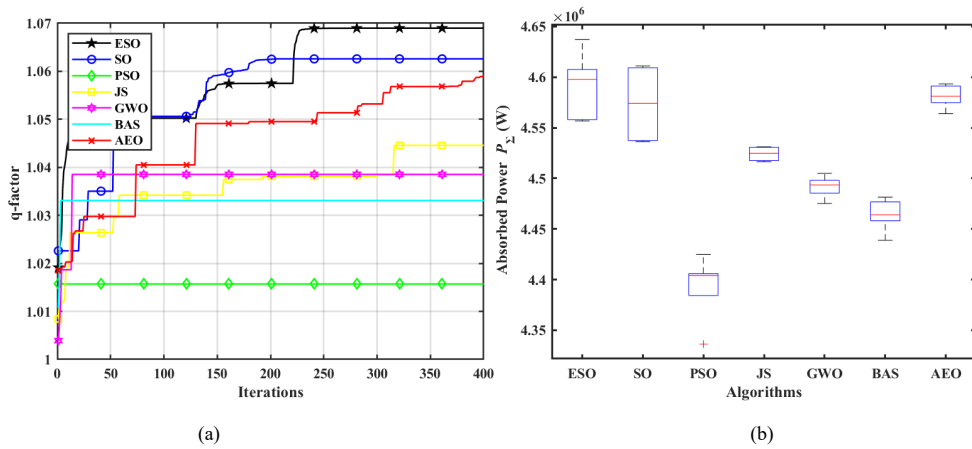 1.07
1.06
1.05
1.04
1.03
1.02
1.01
1
q-factor
ESO
SO
PSO
JS
GWO
BAS
AEO
0 50 100 150 200 250 300 350 400
Iterations
(a)
×10⁶
4.65
4.6
4.55
4.5
4.45
4.4
4.35
Absorbed Power P_Σ (W)
ESO SO PSO JS GWO BAS AEO
Algorithms
(b)